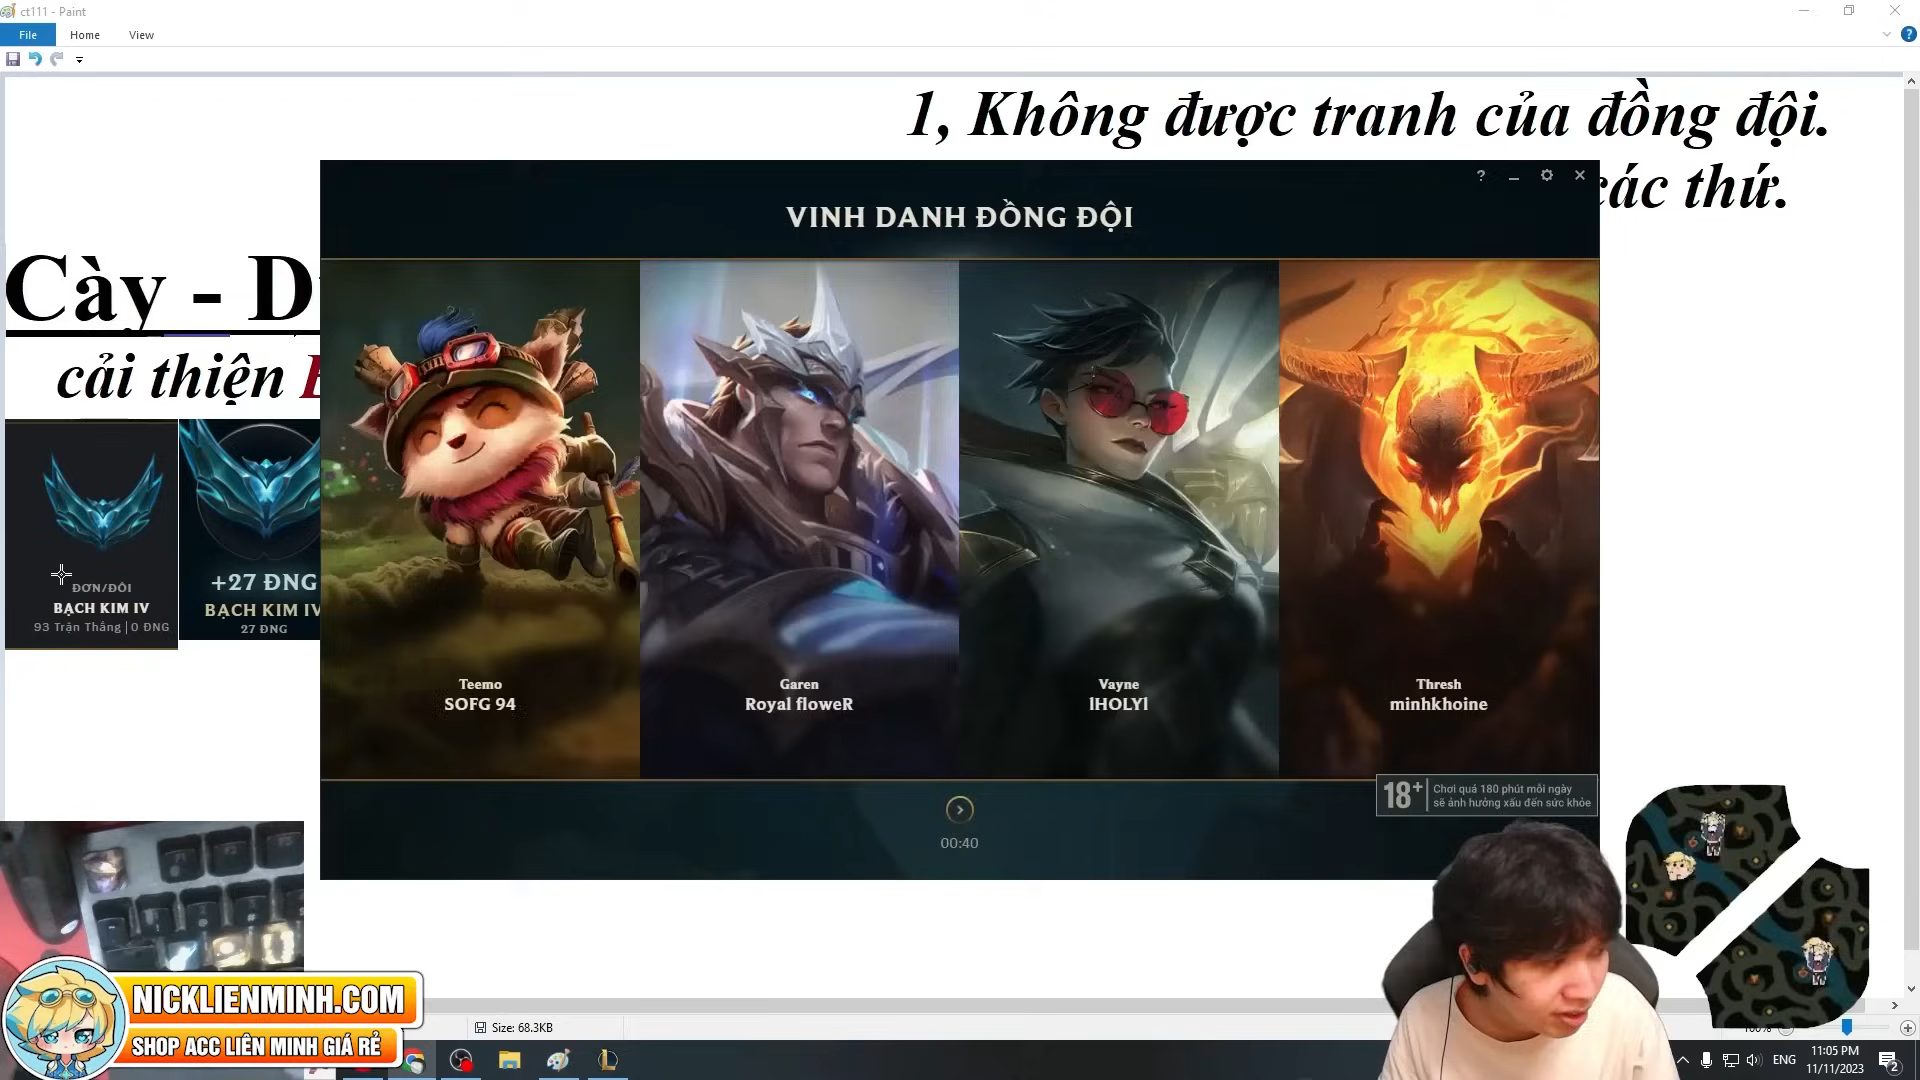 ct111 - Paint
File Home View
1, Không được tranh của đồng đội.
các thứ.
VINH DANH ĐỒNG ĐỘI
Cày -
cải thiện
ĐƠN/ĐÔI
BẠCH KIM IV
93 Trận Thắng | 0 ĐNG
+27 ĐNG
BẠCH KIM IV
27 ĐNG
Teemo
SOFG 94
Garen
Royal floweR
Vayne
lHOLYl
Thresh
minhkhoine
18+
Chơi quá 180 phút mỗi ngày
sẽ ảnh hưởng xấu đến sức khỏe
00:40
NICKLIENMINH.COM
SHOP ACC LIÊN MINH GIÁ RẺ
Size: 68.3KB
100%
ENG
11:05 PM
11/11/2023
2